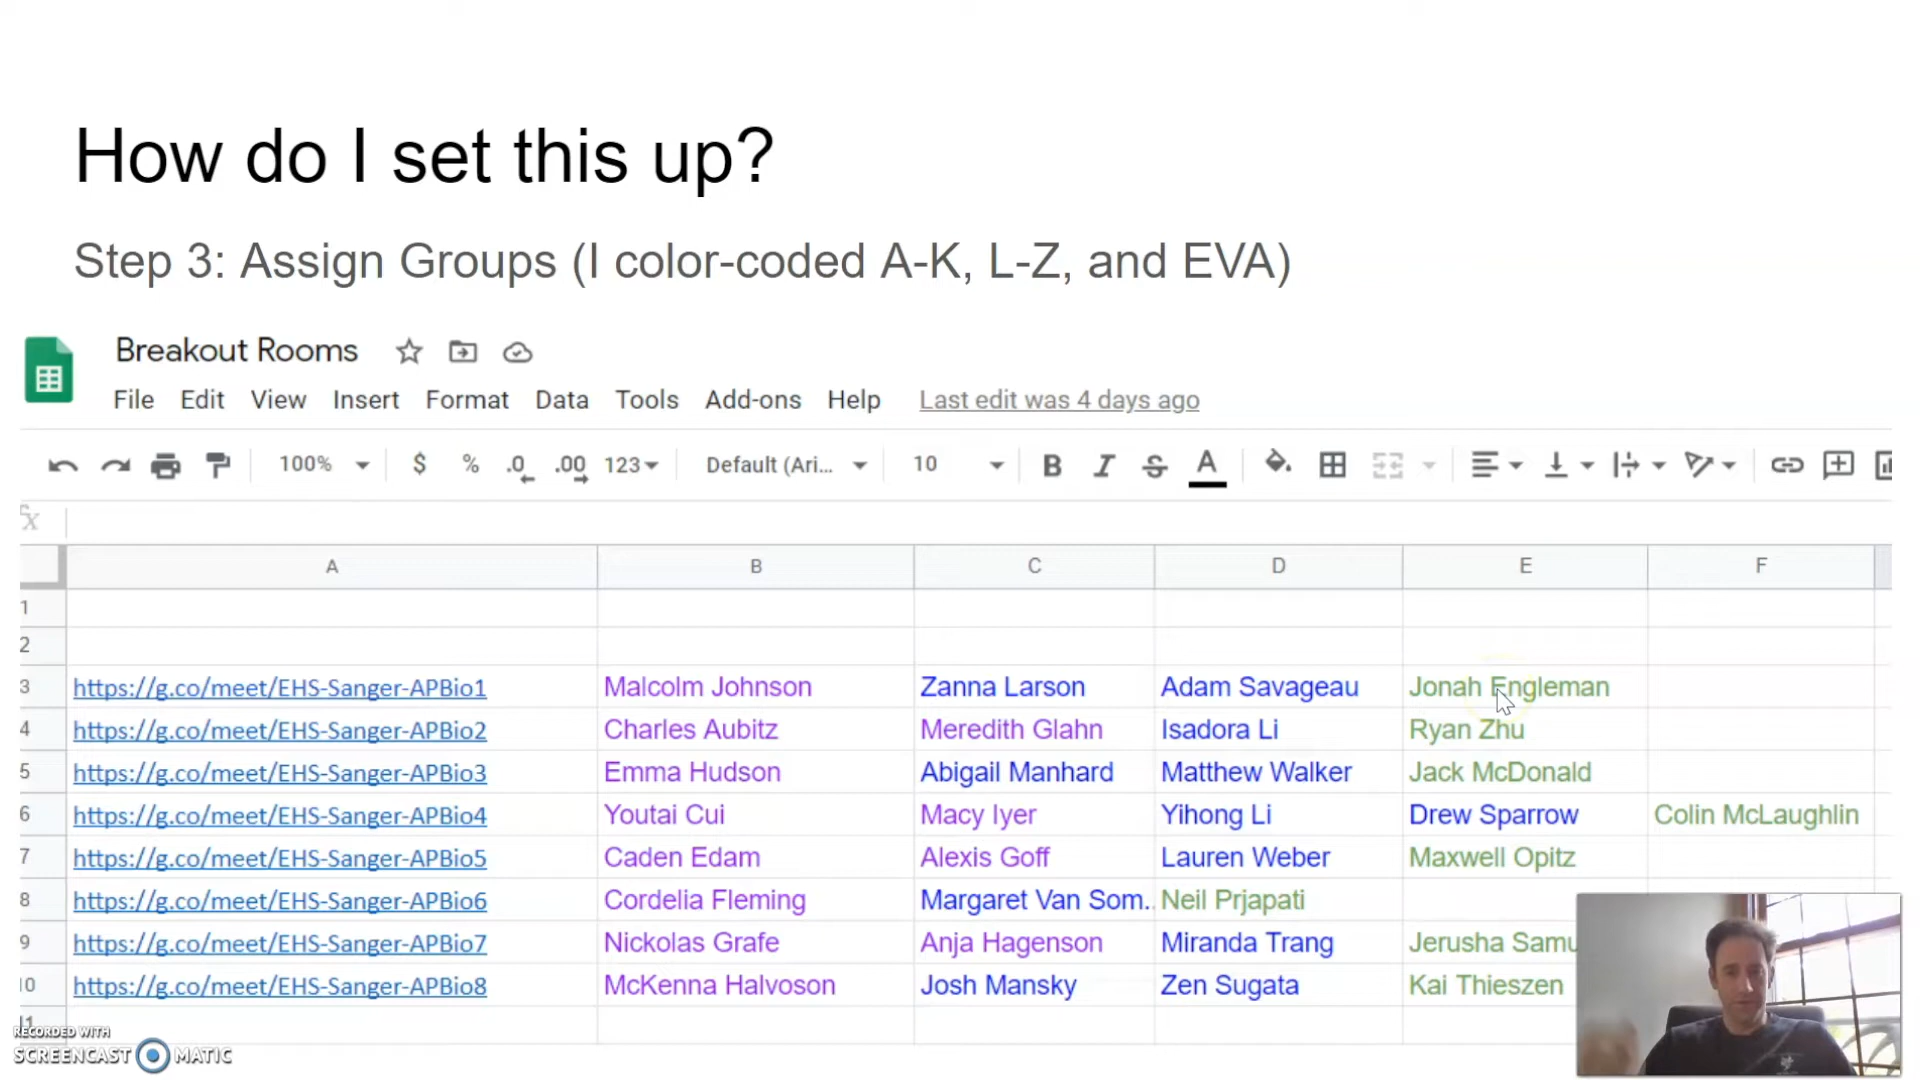 How do I set this up?
Step 3: Assign Groups (I color-coded A-K, L-Z, and EVA)
Breakout Rooms
File Edit View Insert Format Data Tools Add-ons Help Last edit was 4 days ago
100% $ % .0 .00 123 Default (Ari... 10 B I S A
fx
A B C D E F
1
2
3 https://g.co/meet/EHS-Sanger-APBio1 Malcolm Johnson Zanna Larson Adam Savageau Jonah Engleman
4 https://g.co/meet/EHS-Sanger-APBio2 Charles Aubitz Meredith Glahn Isadora Li Ryan Zhu
5 https://g.co/meet/EHS-Sanger-APBio3 Emma Hudson Abigail Manhard Matthew Walker Jack McDonald
6 https://g.co/meet/EHS-Sanger-APBio4 Youtai Cui Macy Iyer Yihong Li Drew Sparrow Colin McLaughlin
7 https://g.co/meet/EHS-Sanger-APBio5 Caden Edam Alexis Goff Lauren Weber Maxwell Opitz
8 https://g.co/meet/EHS-Sanger-APBio6 Cordelia Fleming Margaret Van Som.. Neil Prjapati
9 https://g.co/meet/EHS-Sanger-APBio7 Nickolas Grafe Anja Hagenson Miranda Trang Jerusha Samu
10 https://g.co/meet/EHS-Sanger-APBio8 McKenna Halvoson Josh Mansky Zen Sugata Kai Thieszen
11
RECORDED WITH
SCREENCAST MATIC